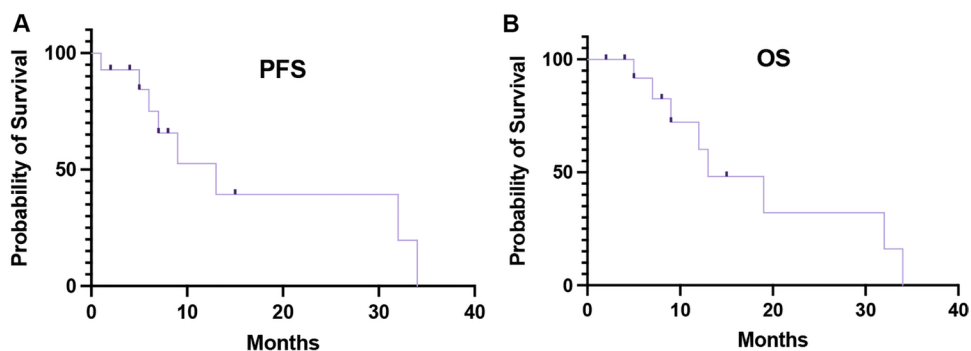 A
PFS
Probability of Survival
100
50
0
0 10 20 30 40
Months
B
OS
Probability of Survival
100
50
0
0 10 20 30 40
Months